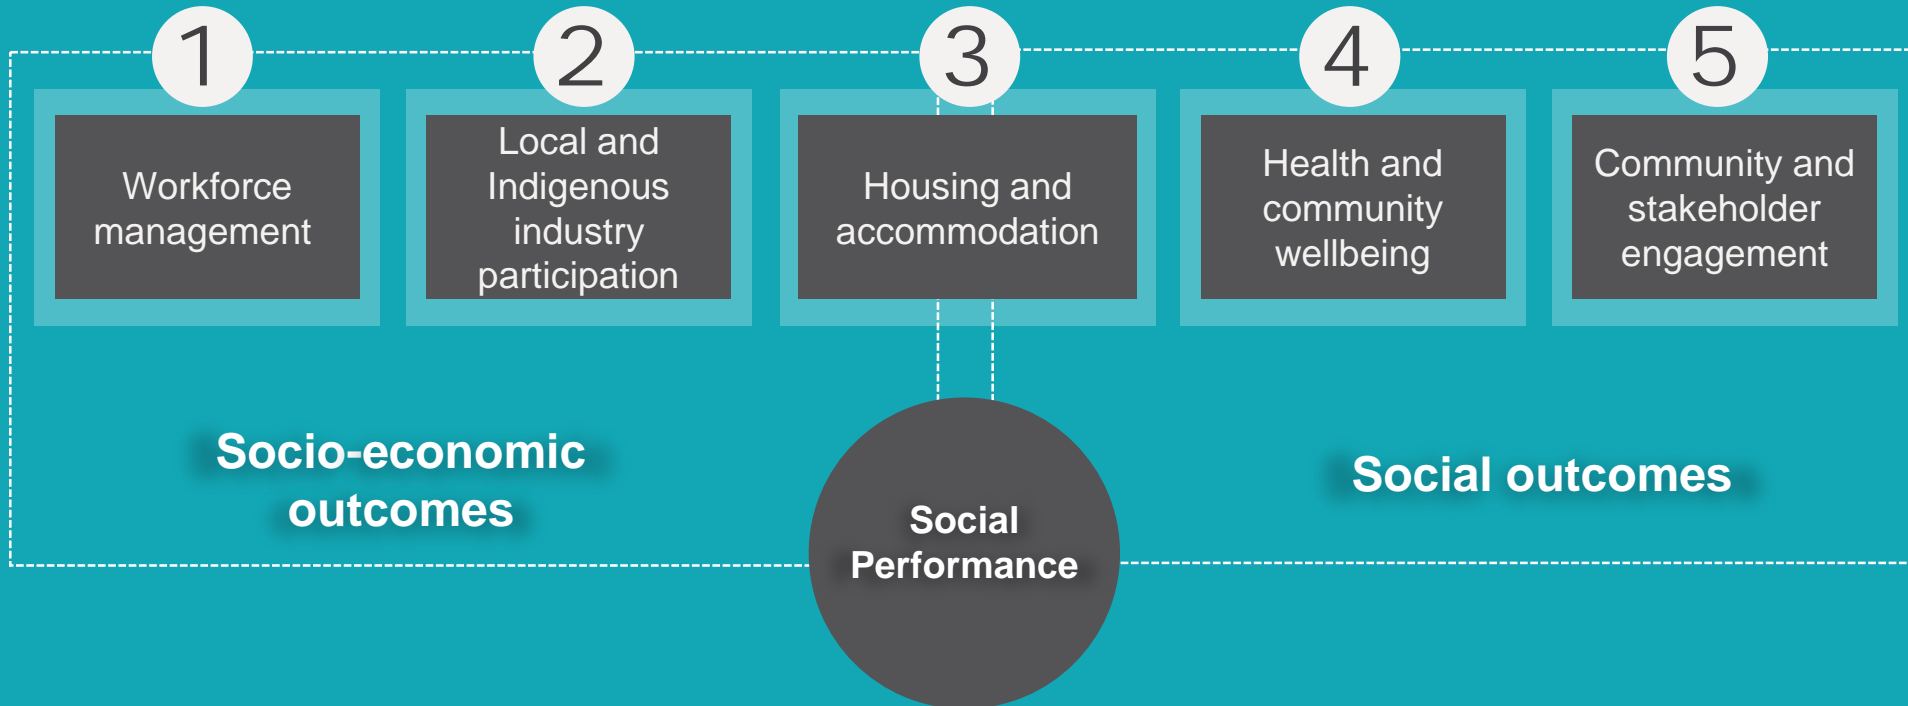 1
Workforce
management
2
Local and
Indigenous
industry
participation
3
Housing and
accommodation
4
Health and
community
wellbeing
5
Community and
stakeholder
engagement
Socio-economic
outcomes
Social
Performance
Social outcomes